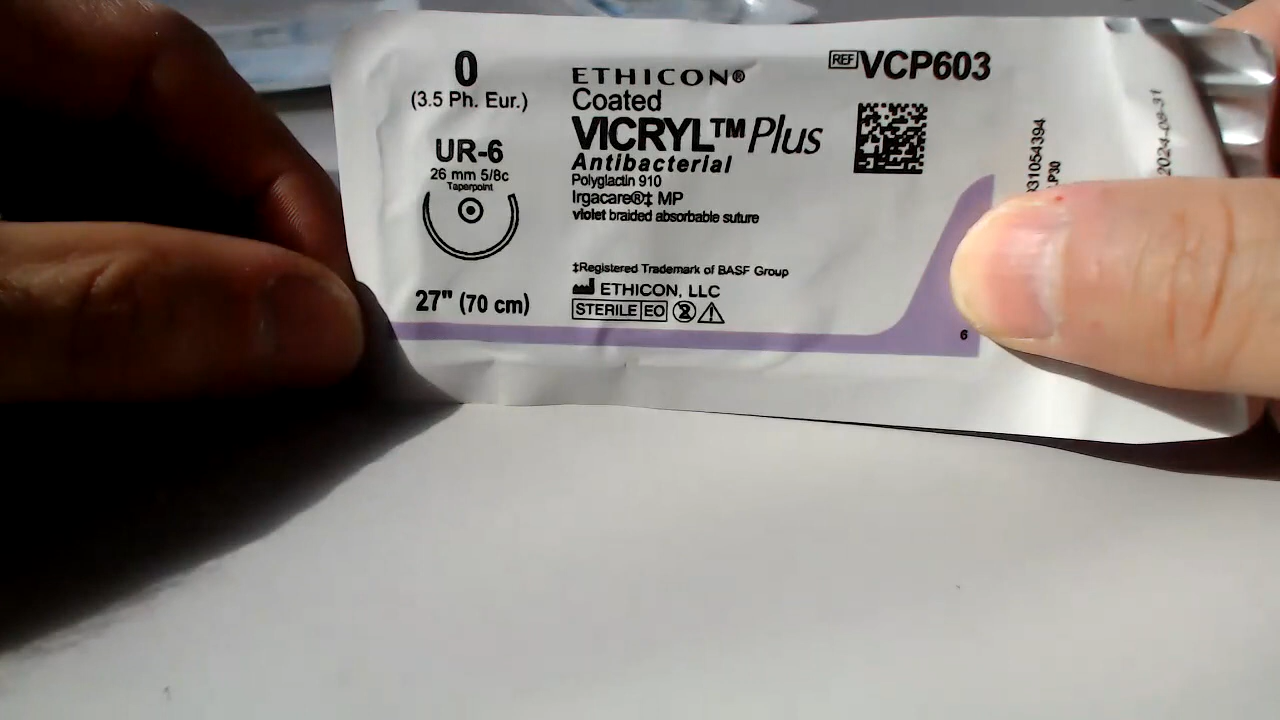 0
(3.5 Ph. Eur.)
UR-6
26 mm 5/8c
Taperpoint
27" (70 cm)
ETHICON®
Coated
VICRYL™ Plus
Antibacterial
Polyglactin 910
Irgacare®‡ MP
violet braided absorbable suture
‡Registered Trademark of BASF Group
ETHICON, LLC
STERILE EO
REF VCP603
2024-08-31
6